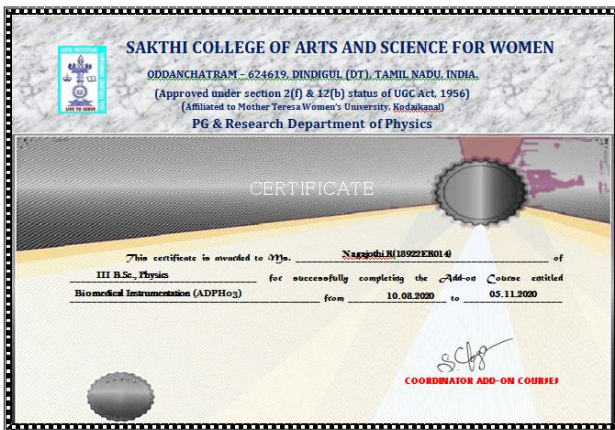 SAKTHI COLLEGE OF ARTS AND SCIENCE FOR WOMEN
ODDANCHATRAM – 624619, DINDIGUL (DT), TAMIL NADU, INDIA.
(Approved under section 2(f) & 12(b) status of UGC Act, 1956)
(Affiliated to Mother Teresa Women's University, Kodaikanal)
PG & Research Department of Physics
LIVE TO SERVE
CERTIFICATE
This certificate is awarded to Ms. Nagajothi.R(18922ER014) of
III B.Sc., Physics for successfully completing the Add-on Course entitled
Biomedical Instrumentation (ADPH03) from 10.08.2020 to 05.11.2020
COORDINATOR ADD-ON COURSES